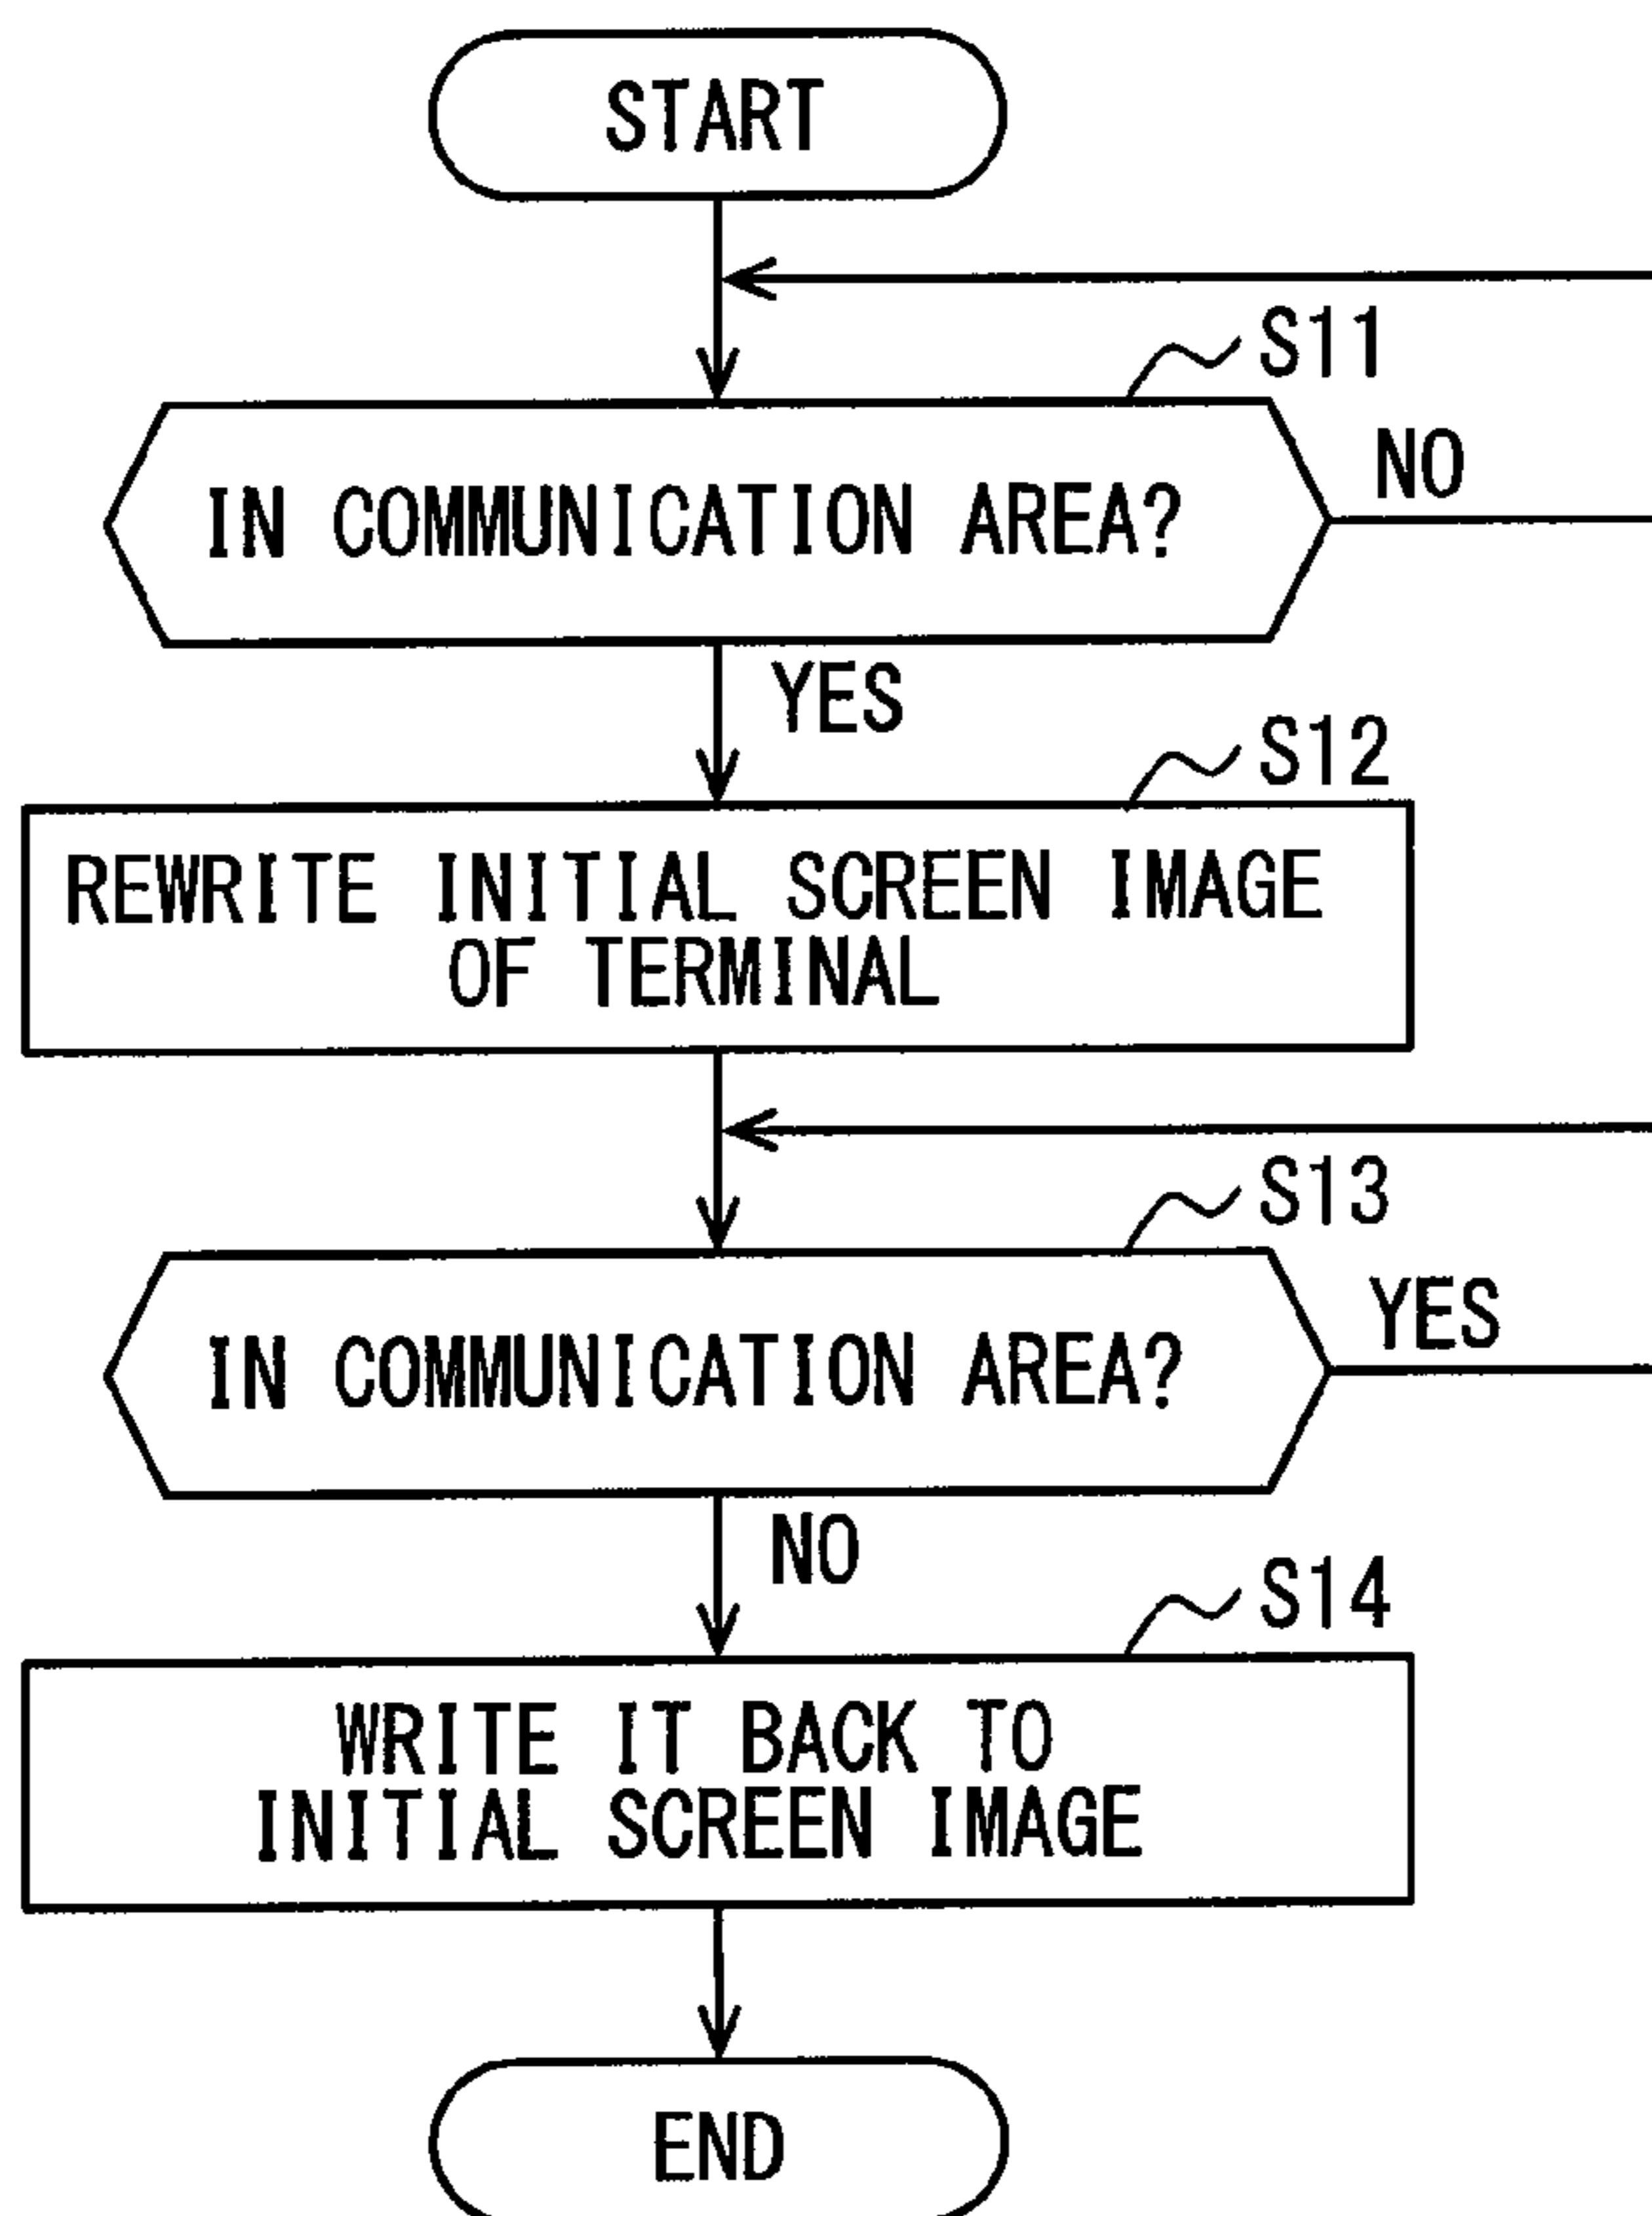 START
S11
IN COMMUNICATION AREA?
NO
YES
S12
REWRITE INITIAL SCREEN IMAGE
OF TERMINAL
S13
IN COMMUNICATION AREA?
YES
NO
S14
WRITE IT BACK TO
INITIAL SCREEN IMAGE
END